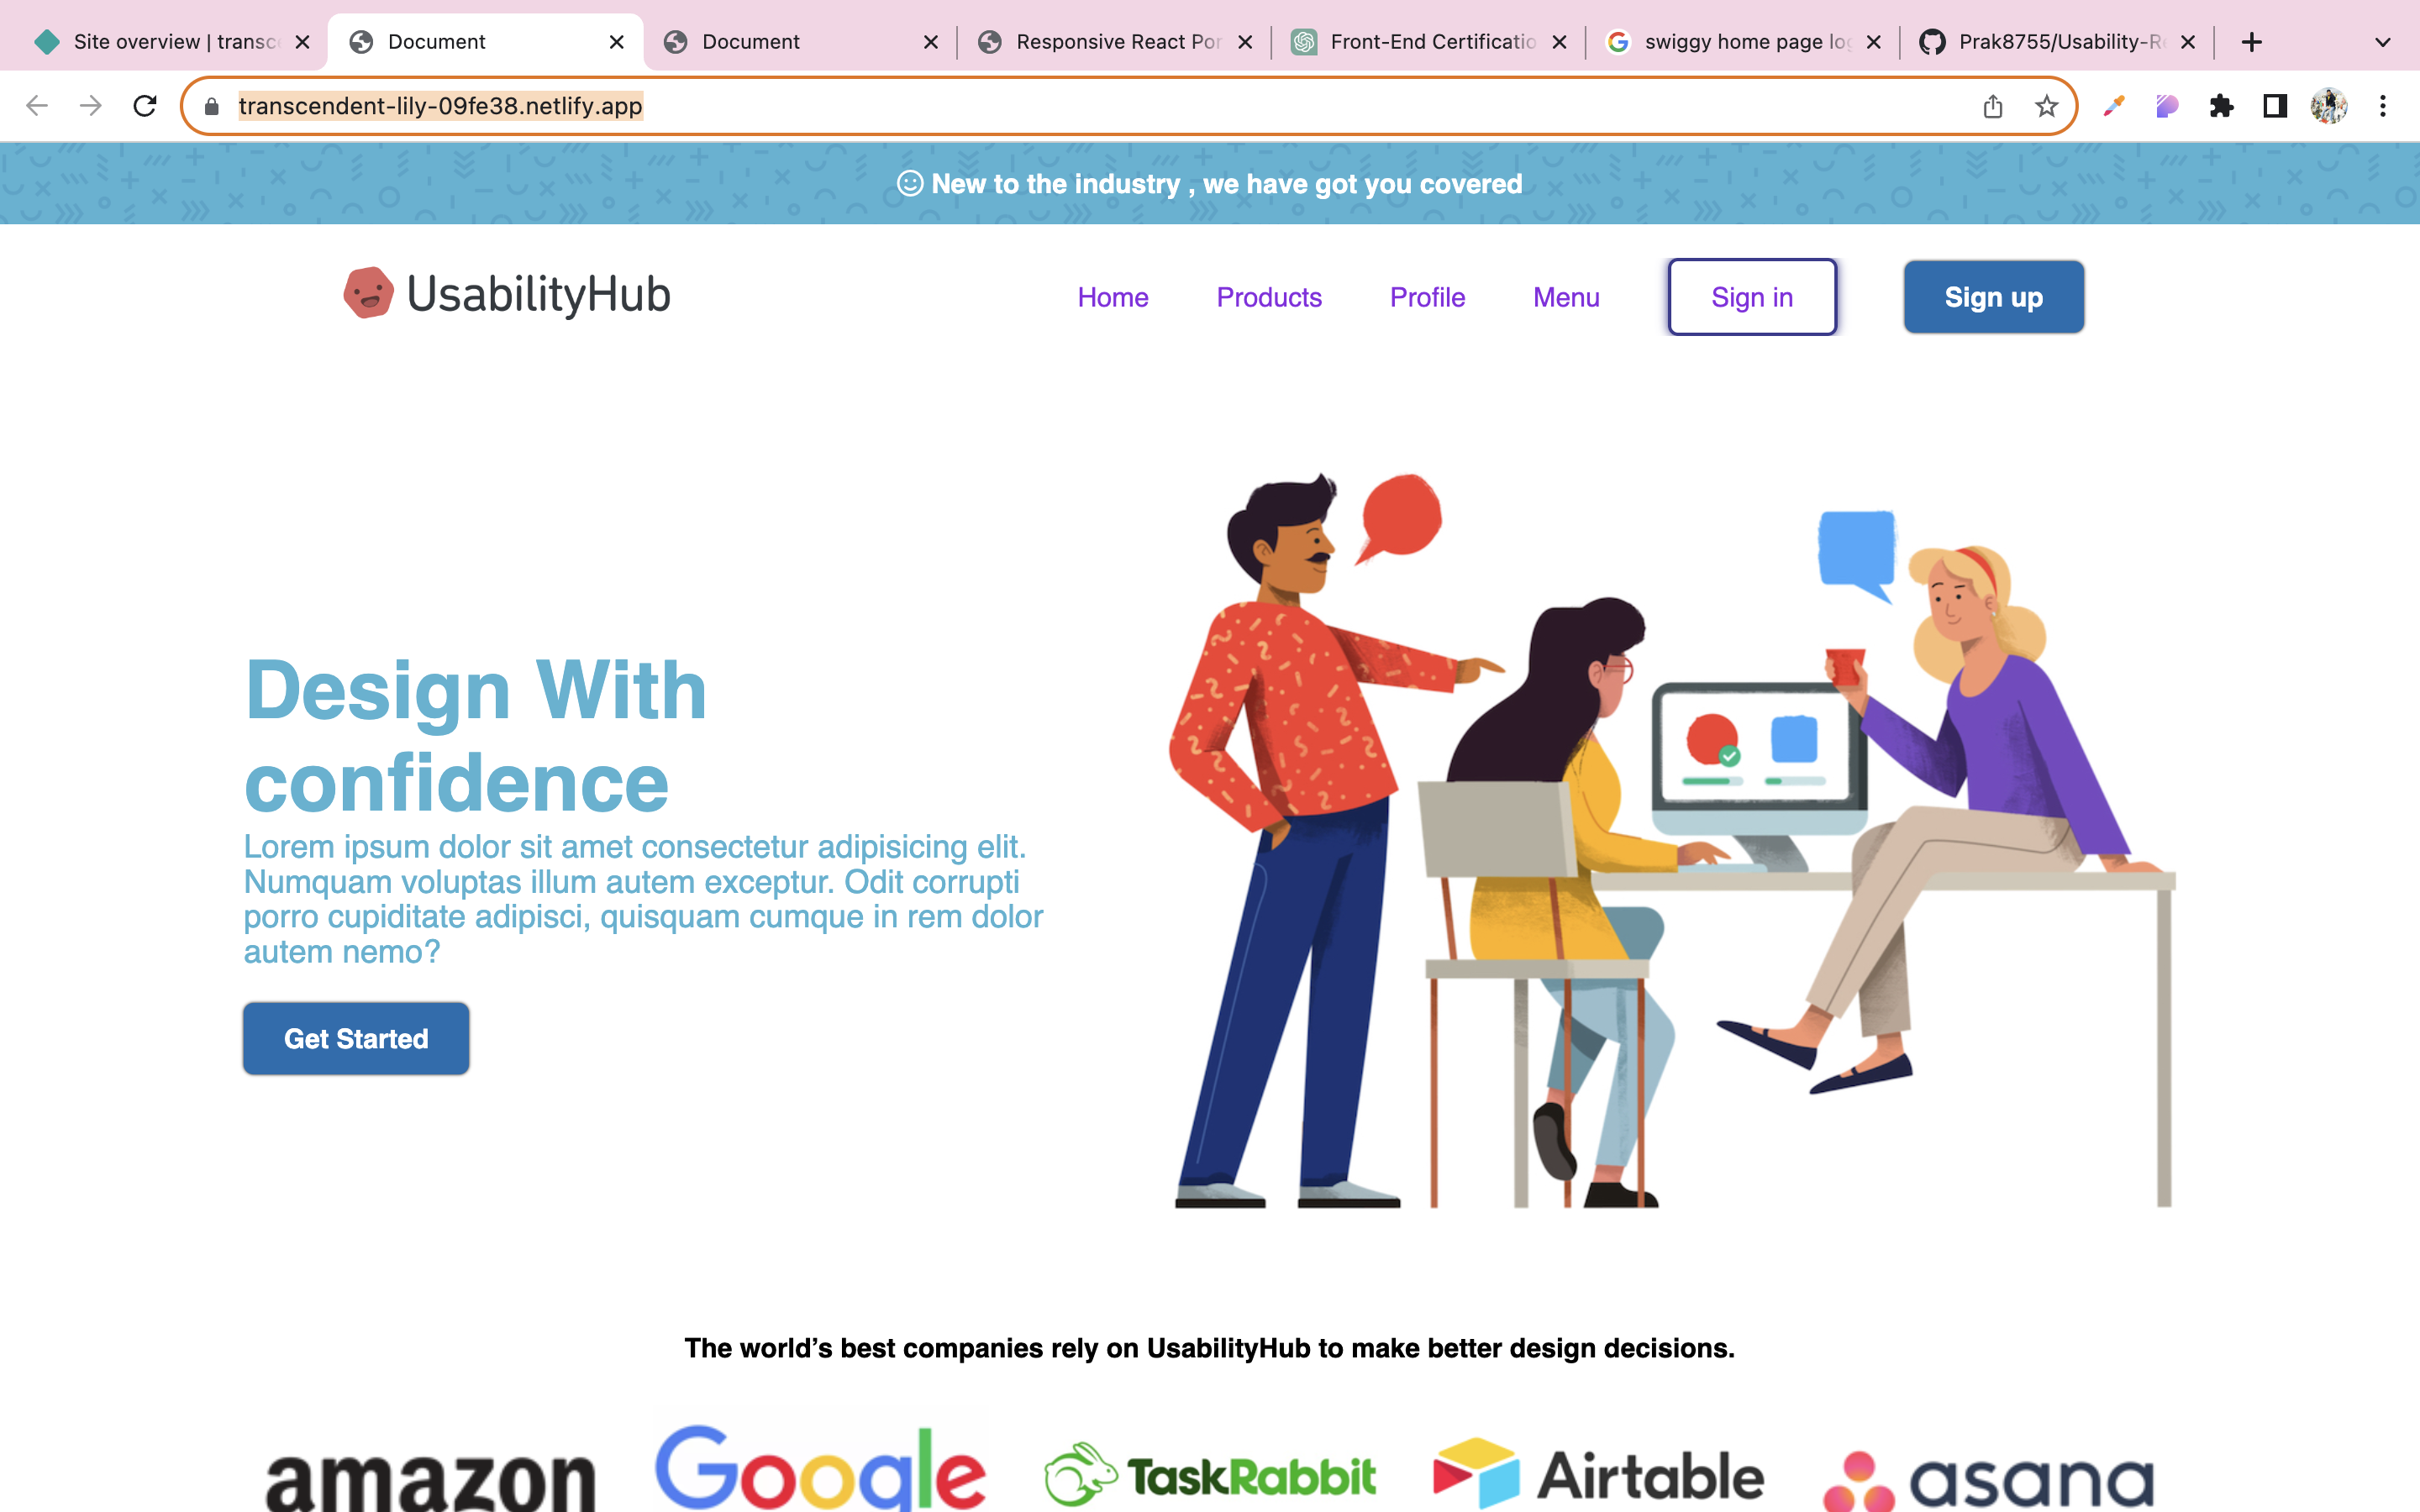 Site overview | transce
Document
Document
Responsive React Por
Front-End Certificatio
swiggy home page log
Prak8755/Usability-Re
transcendent-lily-09fe38.netlify.app
New to the industry , we have got you covered
UsabilityHub
Home
Products
Profile
Menu
Sign in
Sign up
Design With
confidence
Lorem ipsum dolor sit amet consectetur adipisicing elit.
Numquam voluptas illum autem exceptur. Odit corrupti
porro cupiditate adipisci, quisquam cumque in rem dolor
autem nemo?
Get Started
The world’s best companies rely on UsabilityHub to make better design decisions.
amazon
Google
TaskRabbit
Airtable
asana